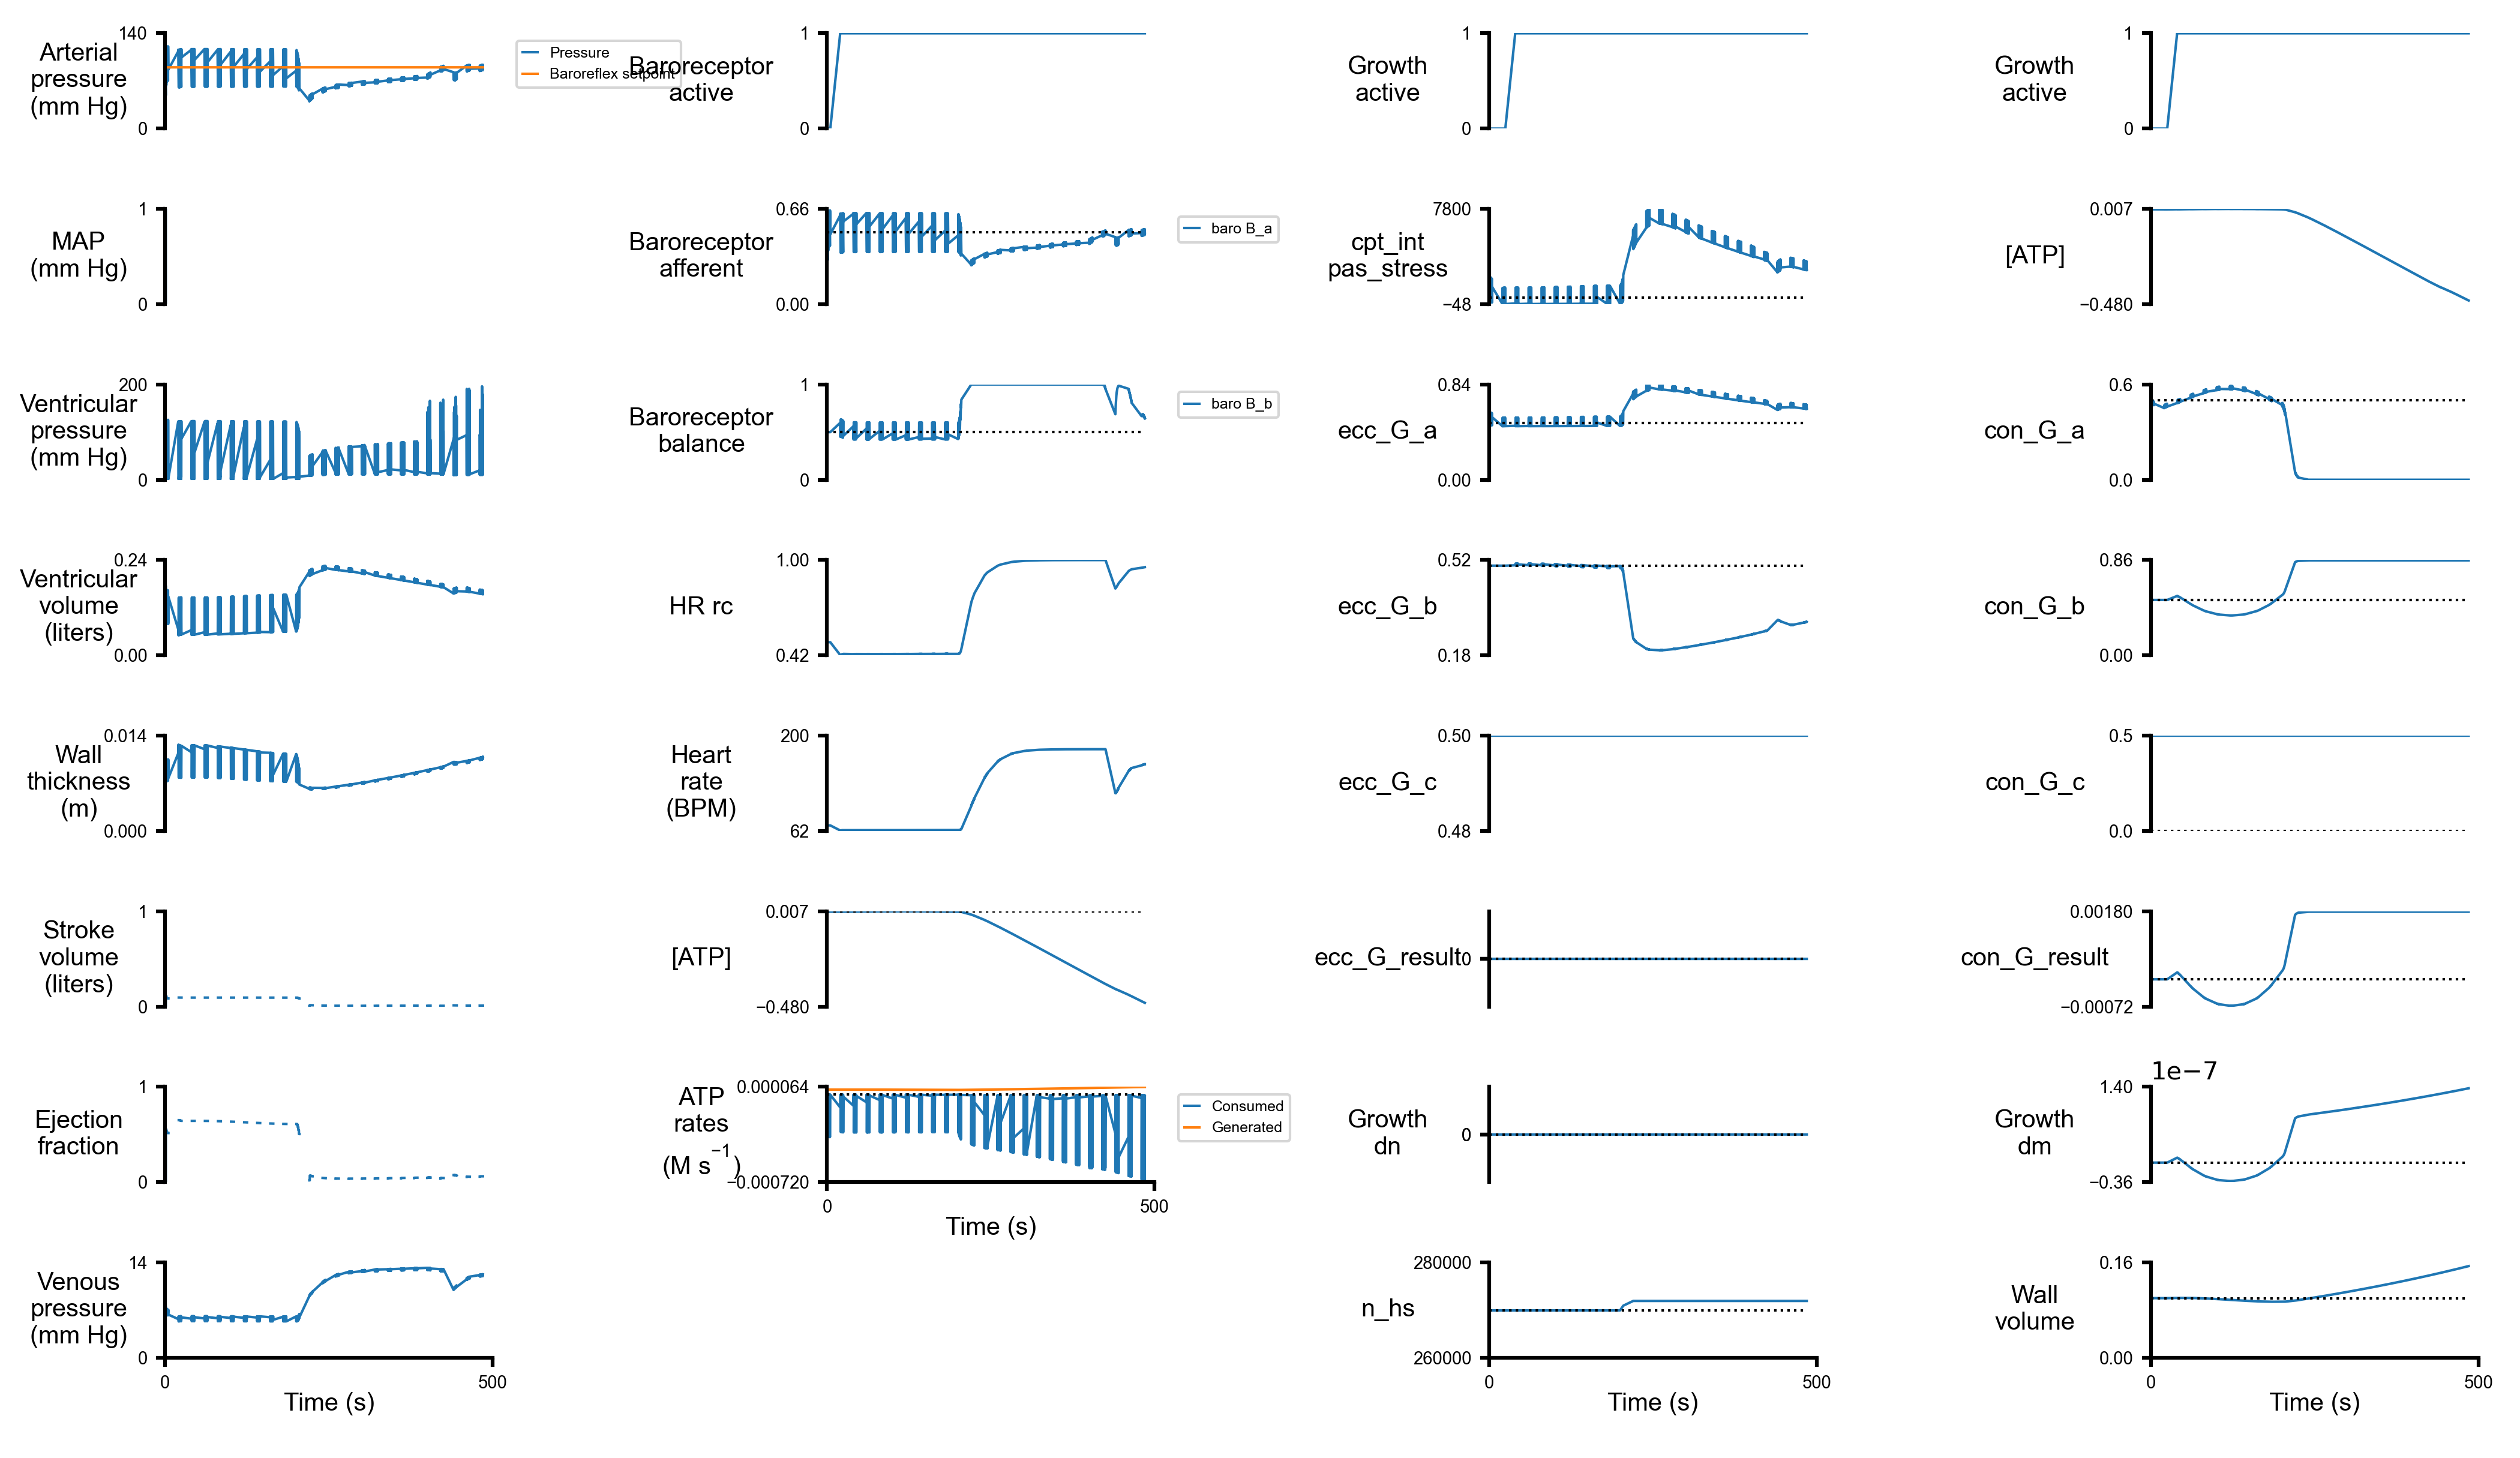 Arterial
pressure
(mm Hg)
140
0
Pressure
Baroreflex setpoint
MAP
(mm Hg)
1
0
Ventricular
pressure
(mm Hg)
200
0
Ventricular
volume
(liters)
0.24
0.00
Wall
thickness
(m)
0.014
0.000
Stroke
volume
(liters)
1
0
Ejection
fraction
1
0
Venous
pressure
(mm Hg)
14
0
0
500
Time (s)
Baroreceptor
active
1
0
Baroreceptor
afferent
0.66
0.00
baro B_a
Baroreceptor
balance
1
0
baro B_b
HR rc
1.00
0.42
Heart
rate
(BPM)
200
62
[ATP]
0.007
−0.480
ATP
rates
(M s⁻¹)
0.000064
−0.000720
Consumed
Generated
0
500
Time (s)
Growth
active
1
0
cpt_int
pas_stress
7800
−48
ecc_G_a
0.84
0.00
ecc_G_b
0.52
0.18
ecc_G_c
0.50
0.48
ecc_G_result
0
Growth
dn
0
n_hs
280000
260000
0
500
Time (s)
Growth
active
1
0
[ATP]
0.007
−0.480
con_G_a
0.6
0.0
con_G_b
0.86
0.00
con_G_c
0.5
0.0
con_G_result
0.00180
−0.00072
Growth
dm
1e−7
1.40
−0.36
Wall
volume
0.16
0.00
0
500
Time (s)